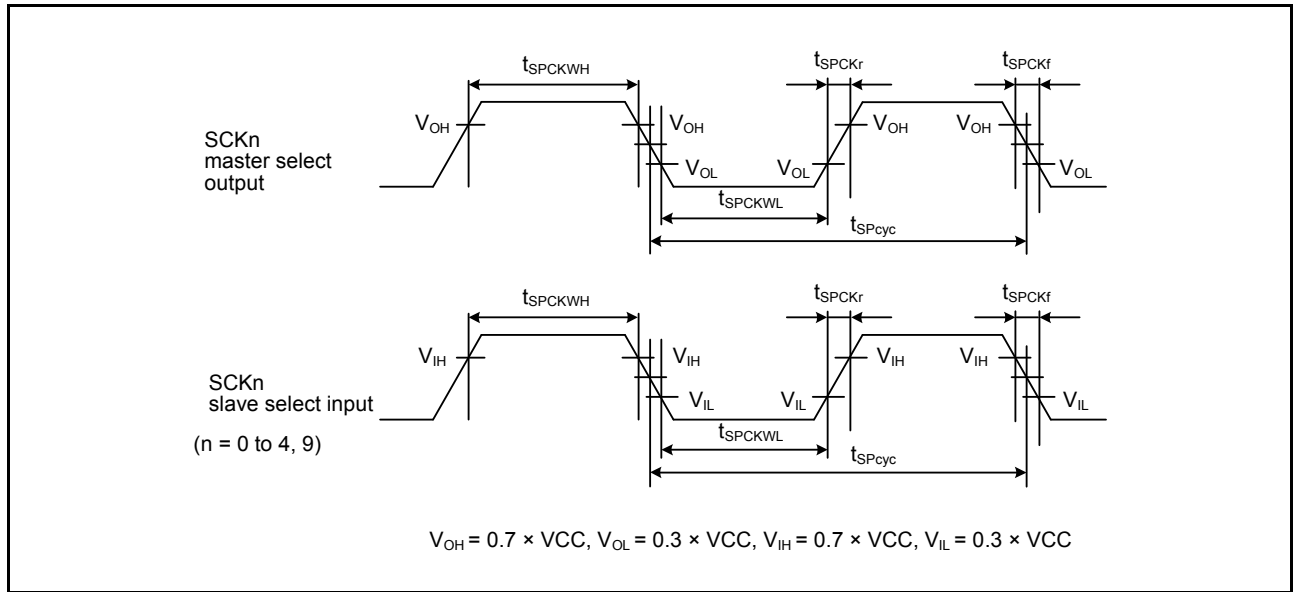 tSPCKWH
tSPCKr
tSPCKf
VOH
VOH
VOH
VOH
SCKn
master select
output
VOL
VOL
VOL
tSPCKWL
tSPcyc
tSPCKWH
tSPCKr
tSPCKf
VIH
VIH
VIH
VIH
SCKn
slave select input
VIL
VIL
VIL
(n = 0 to 4, 9)
tSPCKWL
tSPcyc
VOH = 0.7 × VCC, VOL = 0.3 × VCC, VIH = 0.7 × VCC, VIL = 0.3 × VCC